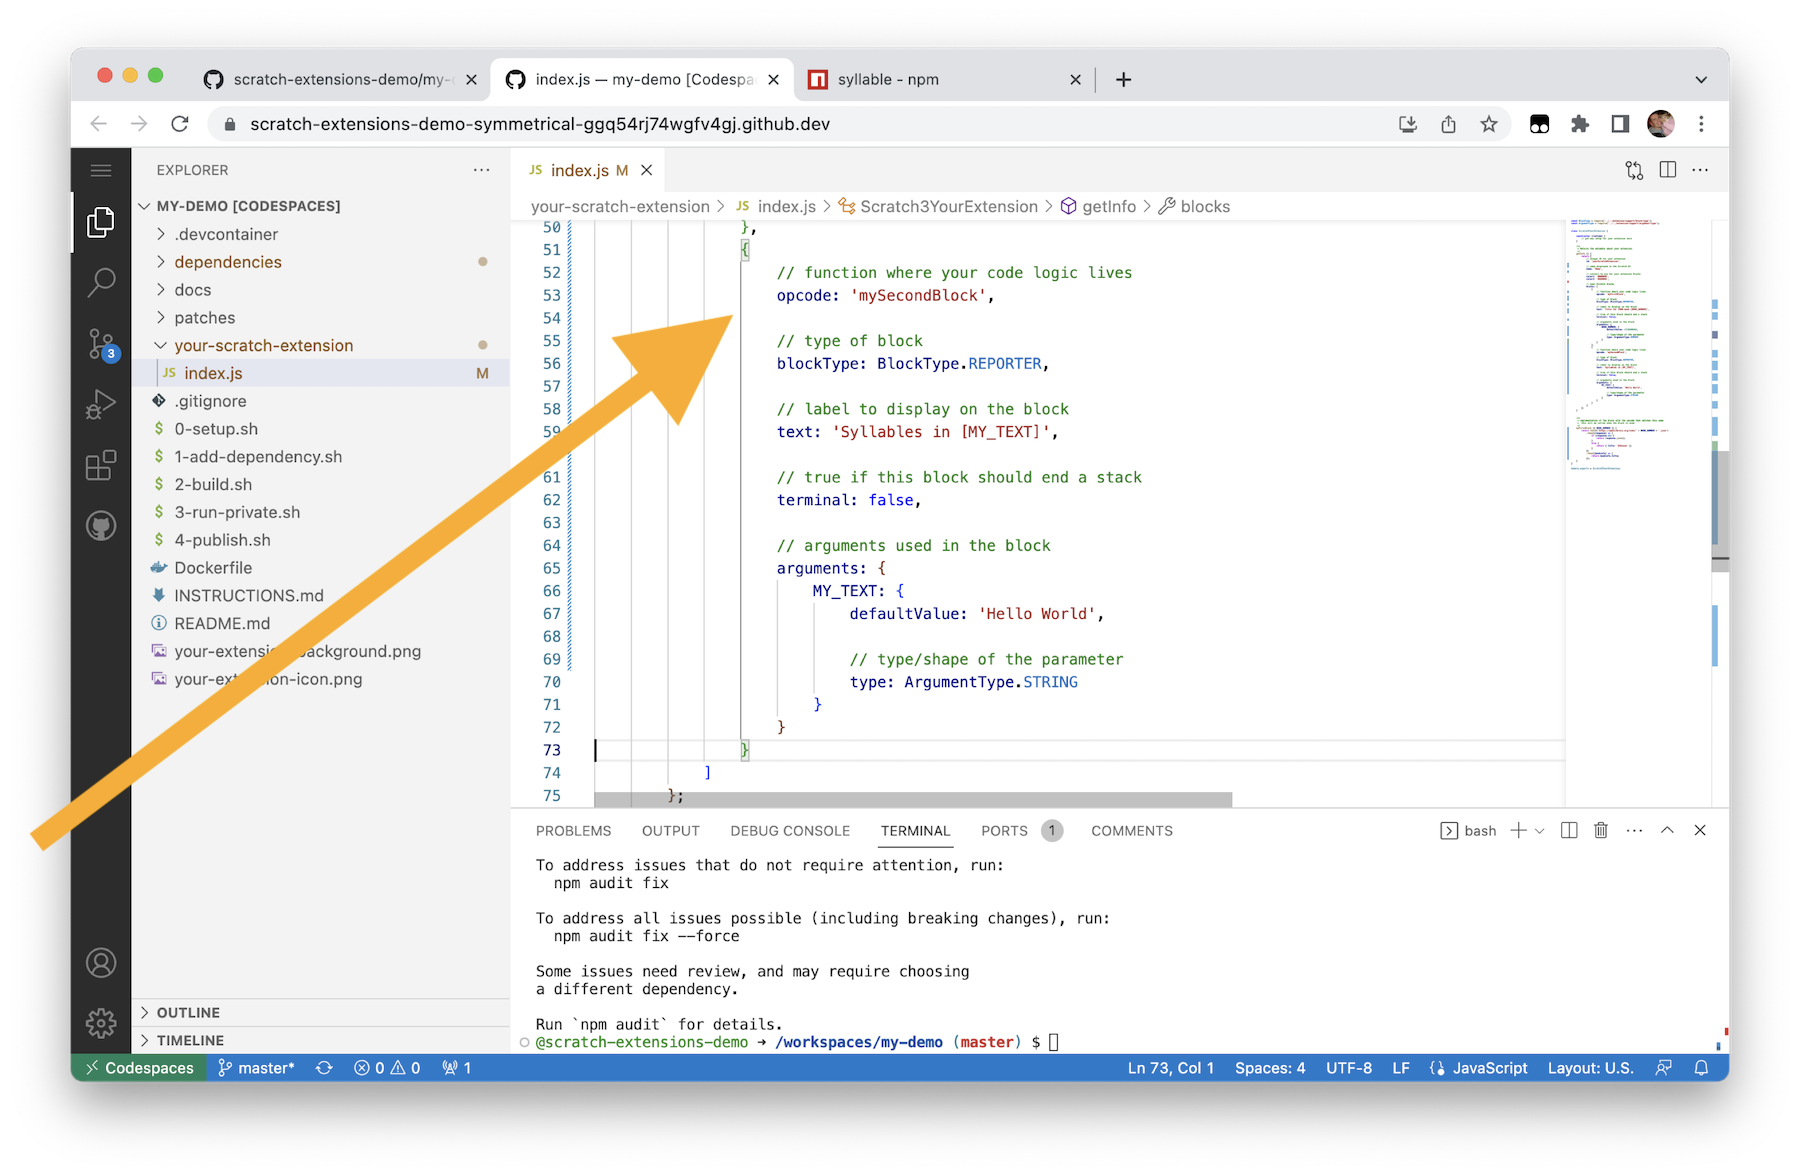 scratch-extensions-demo/my-
index.js — my-demo [Codespa
syllable - npm
scratch-extensions-demo-symmetrical-ggq54rj74wgfv4gj.github.dev
EXPLORER
MY-DEMO [CODESPACES]
.devcontainer
dependencies
docs
patches
your-scratch-extension
JS index.js M
.gitignore
$ 0-setup.sh
$ 1-add-dependency.sh
$ 2-build.sh
$ 3-run-private.sh
$ 4-publish.sh
Dockerfile
INSTRUCTIONS.md
README.md
your-extensi ackground.png
your-ex on-icon.png
OUTLINE
TIMELINE
3
JS index.js M
your-scratch-extension > JS index.js > Scratch3YourExtension > getInfo > blocks
50 },
51 {
52 // function where your code logic lives
53 opcode: 'mySecondBlock',
54
55 // type of block
56 blockType: BlockType.REPORTER,
57
58 // label to display on the block
59 text: 'Syllables in [MY_TEXT]',
61 // true if this block should end a stack
62 terminal: false,
63
64 // arguments used in the block
65 arguments: {
66 MY_TEXT: {
67 defaultValue: 'Hello World',
68
69 // type/shape of the parameter
70 type: ArgumentType.STRING
71 }
72 }
73 }
74 ]
75 };
PROBLEMS OUTPUT DEBUG CONSOLE TERMINAL PORTS 1 COMMENTS
bash
To address issues that do not require attention, run:
npm audit fix
To address all issues possible (including breaking changes), run:
npm audit fix --force
Some issues need review, and may require choosing
a different dependency.
Run `npm audit` for details.
@scratch-extensions-demo → /workspaces/my-demo (master) $
Codespaces master* 0 0 1 Ln 73, Col 1 Spaces: 4 UTF-8 LF JavaScript Layout: U.S.